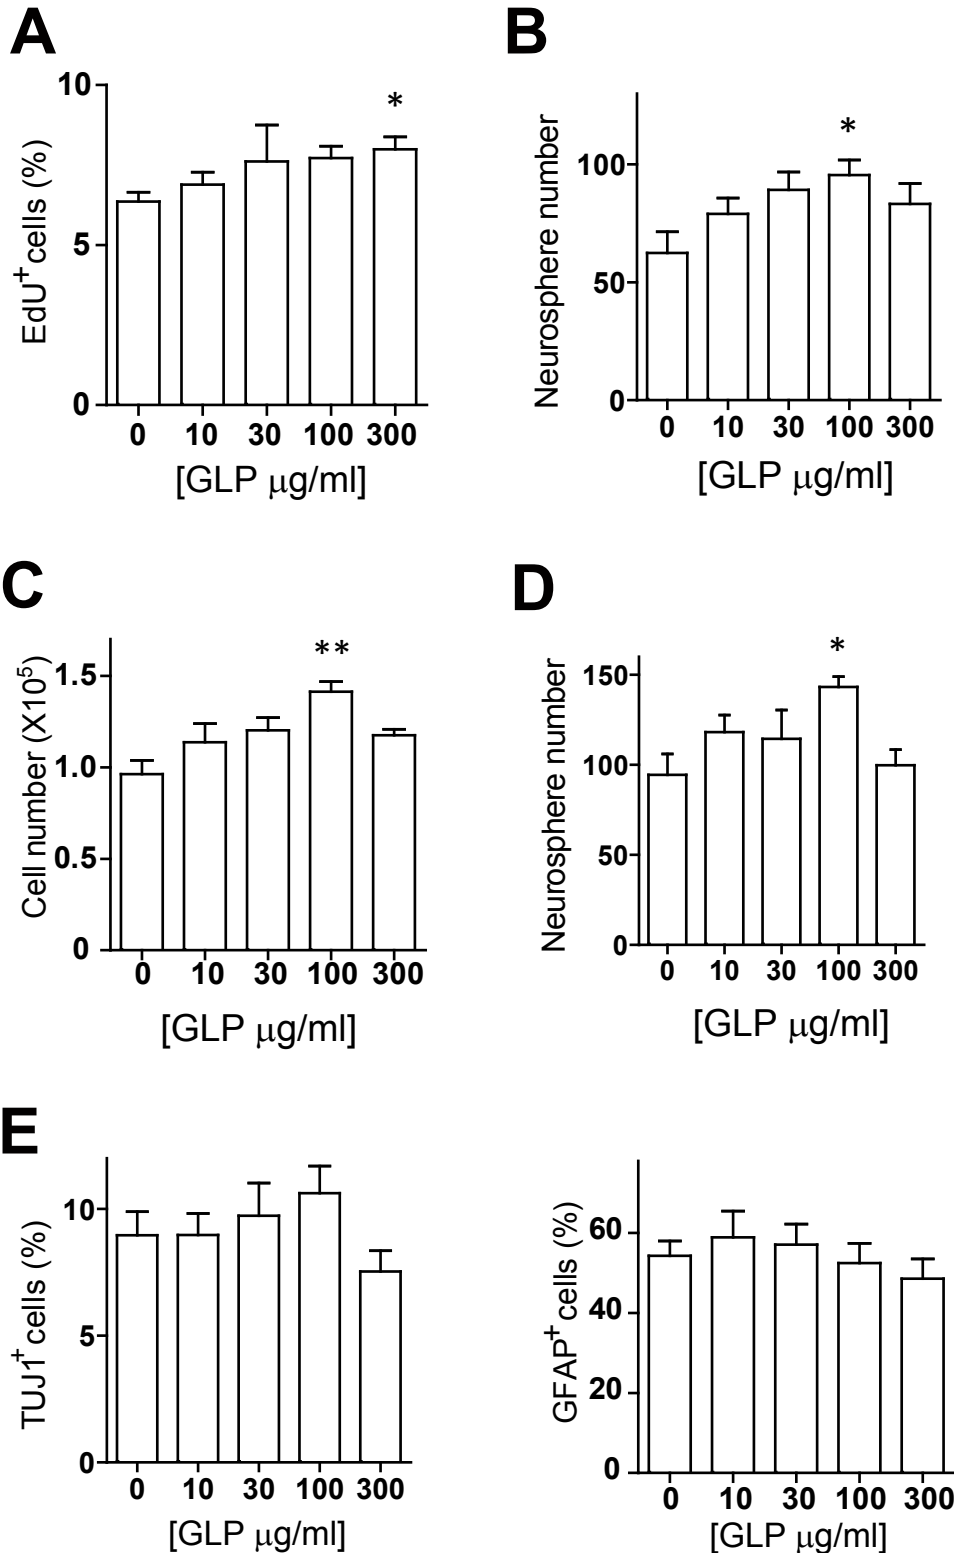 A
EdU+ cells (%)
10
5
0
*
0 10 30 100 300
[GLP μg/ml]
B
Neurosphere number
100
50
0
*
0 10 30 100 300
[GLP μg/ml]
C
Cell number (X10⁵)
1.5
1.0
0.5
0
**
0 10 30 100 300
[GLP μg/ml]
D
Neurosphere number
150
100
50
0
*
0 10 30 100 300
[GLP μg/ml]
E
TUJ1+ cells (%)
10
5
0
0 10 30 100 300
[GLP μg/ml]
GFAP+ cells (%)
60
40
20
0
0 10 30 100 300
[GLP μg/ml]